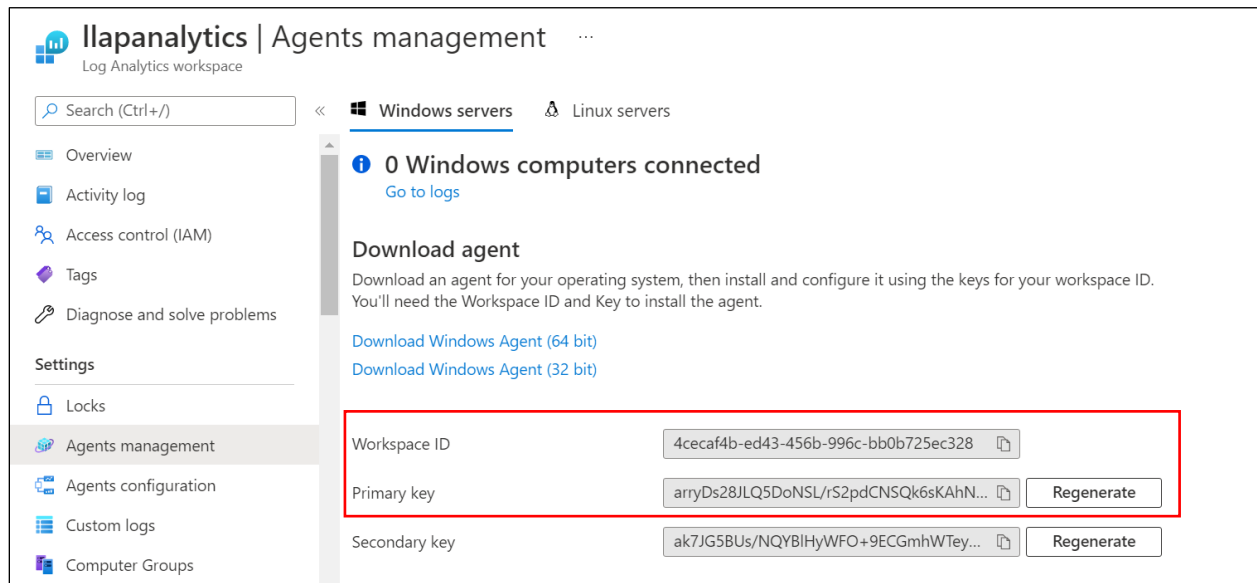 llapanalytics | Agents management ...
Log Analytics workspace
Search (Ctrl+/)
«
Overview
Activity log
Access control (IAM)
Tags
Diagnose and solve problems
Settings
Locks
Agents management
Agents configuration
Custom logs
Computer Groups
Windows servers
Linux servers
0 Windows computers connected
Go to logs
Download agent
Download an agent for your operating system, then install and configure it using the keys for your workspace ID.
You'll need the Workspace ID and Key to install the agent.
Download Windows Agent (64 bit)
Download Windows Agent (32 bit)
Workspace ID 4cecaf4b-ed43-456b-996c-bb0b725ec328
Primary key arryDs28JLQ5DoNSL/rS2pdCNSQk6sKAhN... Regenerate
Secondary key ak7JG5BUs/NQYBlHyWFO+9ECGmhWTey... Regenerate